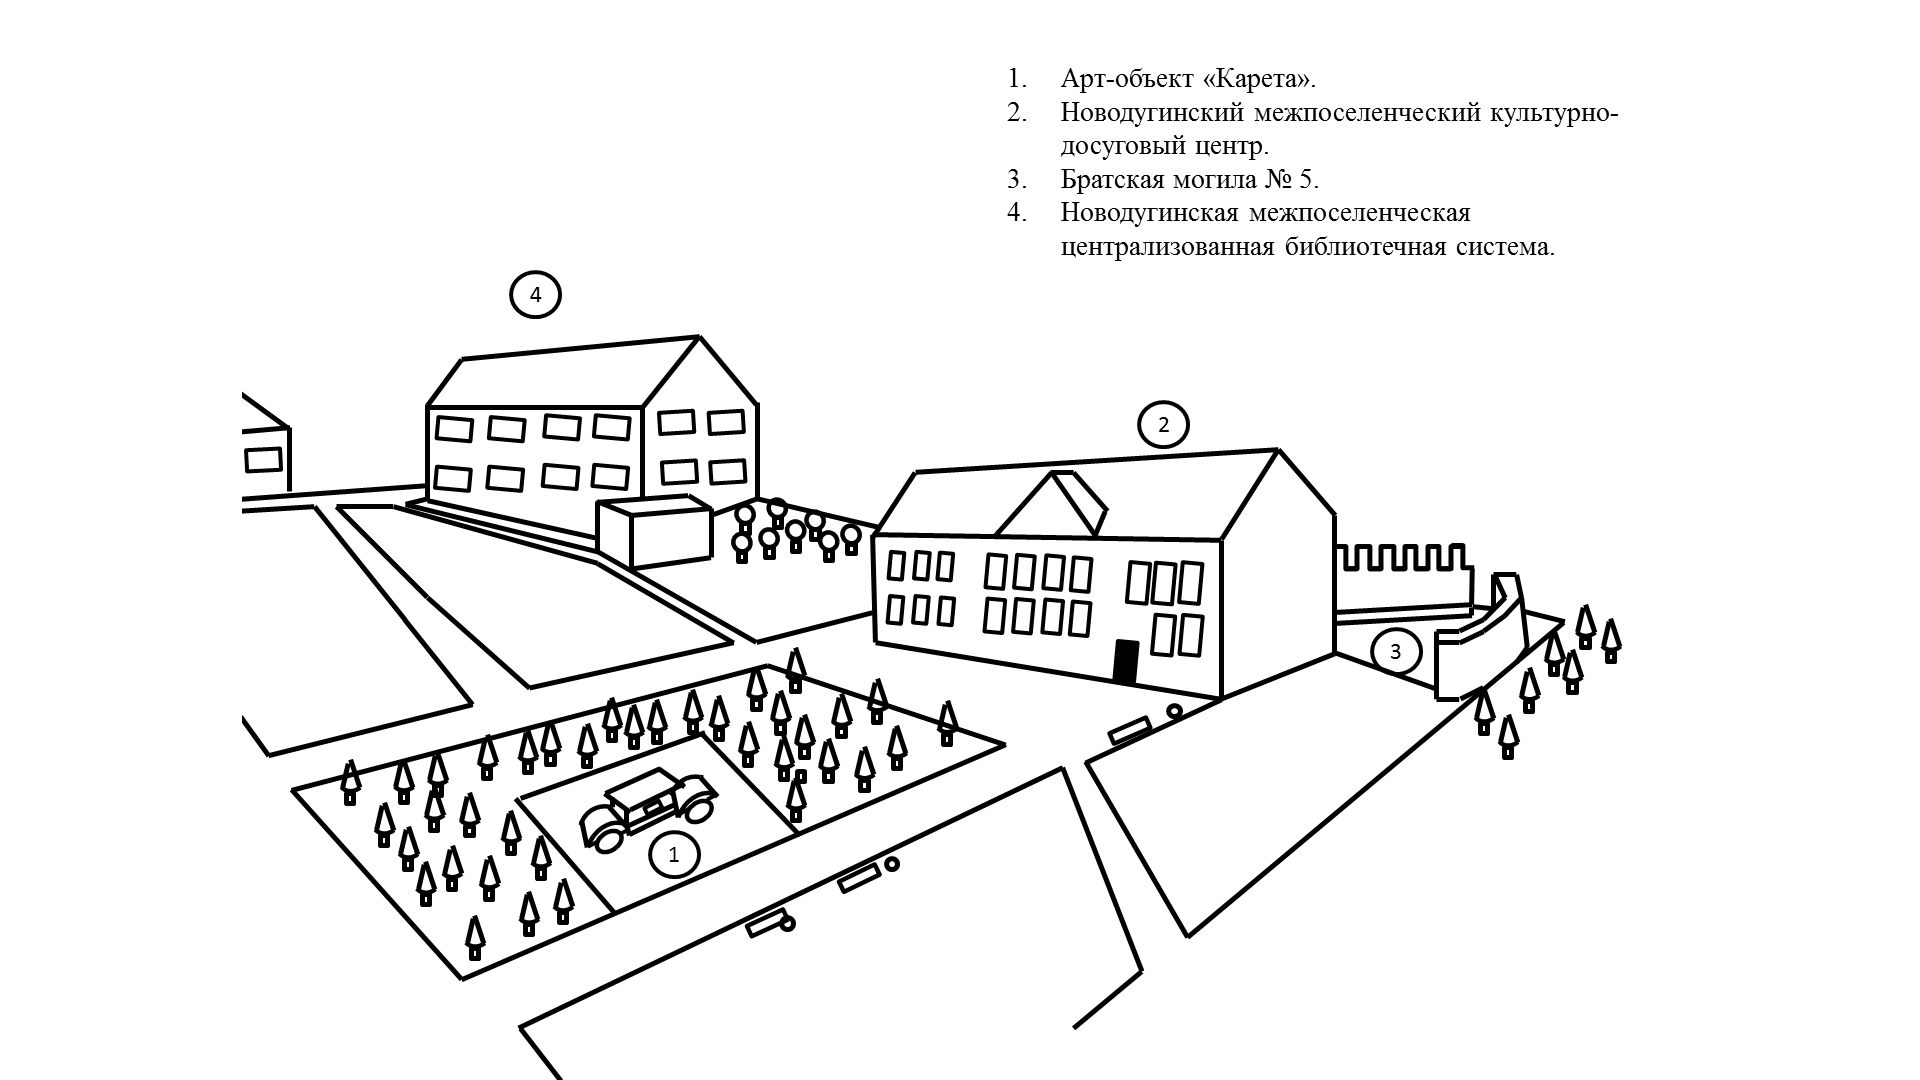 1. Арт-объект «Карета».
2. Новодугинский межпоселенческий культурно-
досуговый центр.
3. Братская могила № 5.
4. Новодугинская межпоселенческая
централизованная библиотечная система.
4
2
3
1